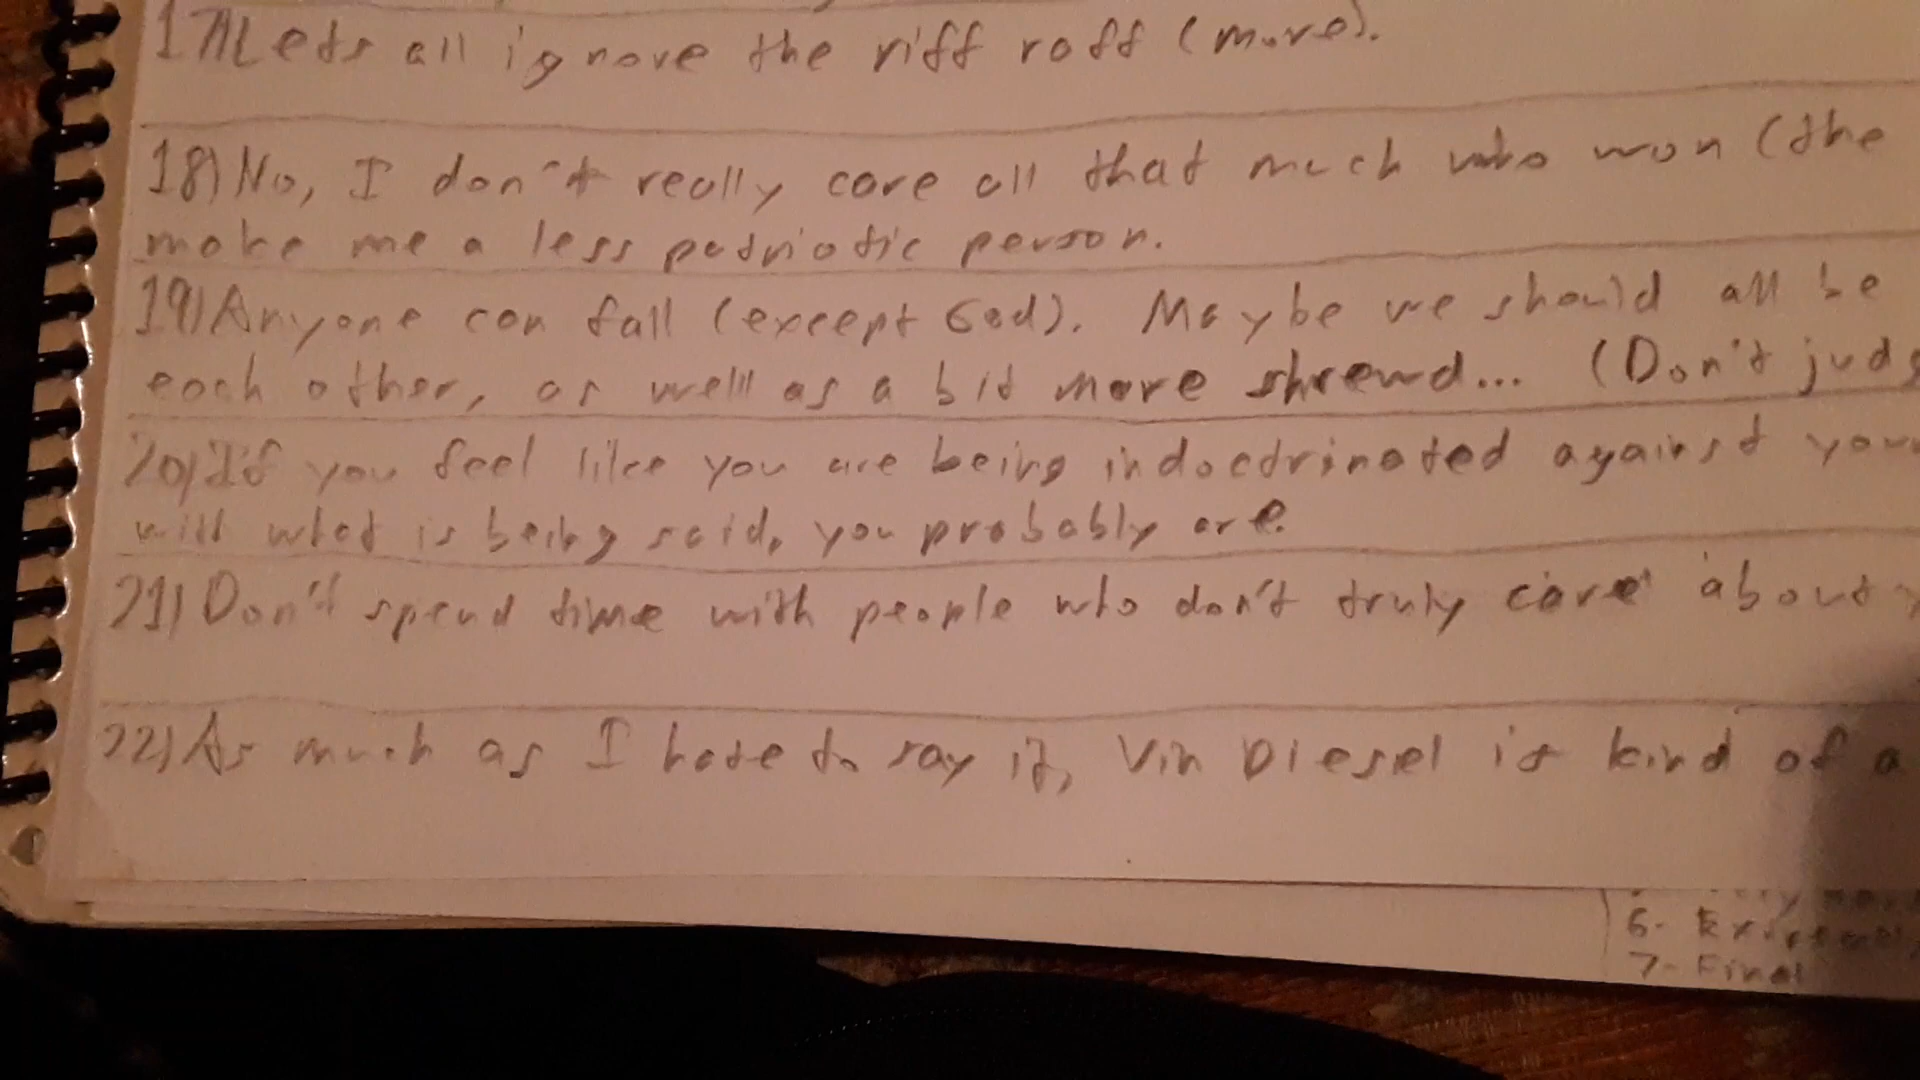 17) Lets all ignore the riff raff (more).
18) No, I don't really care all that much who won (the
make me a less patriotic person.
19) Anyone can fall (except God). Maybe we should all be
each other, as well as a bit more shrewd... (Don't judg
20) If you feel like you are being indoctrinated against your
will what is being said, you probably are.
21) Don't spend time with people who don't truly care about y
22) As much as I hate to say it, Vin Diesel is kind of a
6- Extremely
7- Final